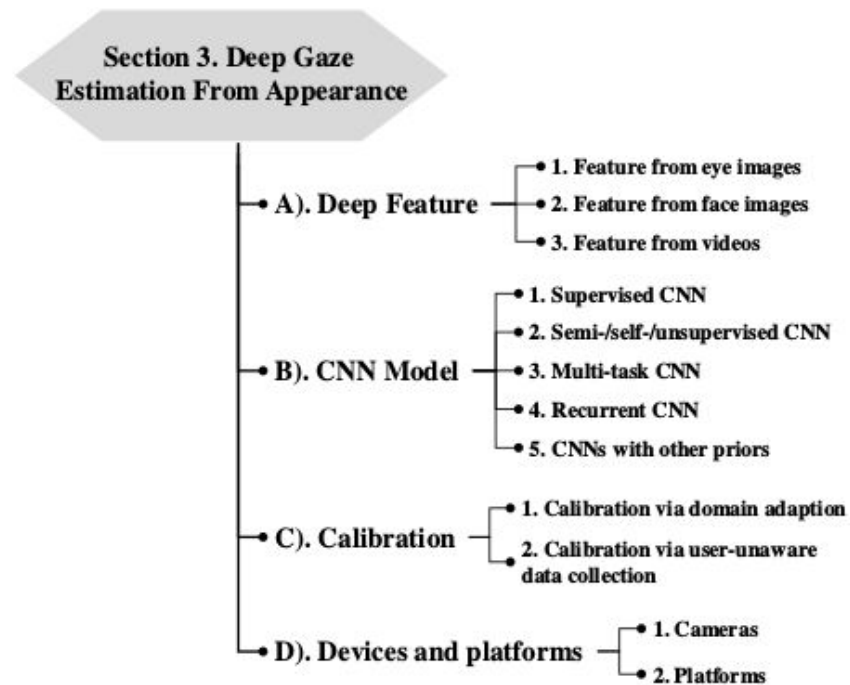 Section 3. Deep Gaze
Estimation From Appearance
A). Deep Feature
1. Feature from eye images
2. Feature from face images
3. Feature from videos
B). CNN Model
1. Supervised CNN
2. Semi-/self-/unsupervised CNN
3. Multi-task CNN
4. Recurrent CNN
5. CNNs with other priors
C). Calibration
1. Calibration via domain adaption
2. Calibration via user-unaware
data collection
D). Devices and platforms
1. Cameras
2. Platforms